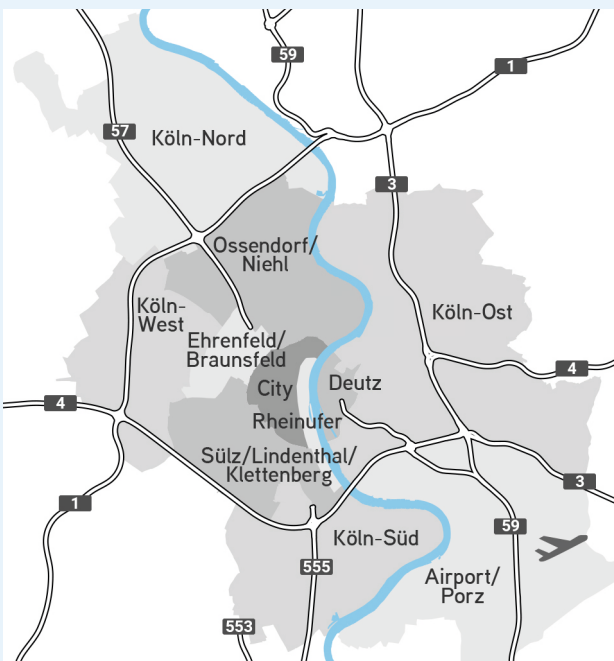 59
1
57
Köln-Nord
3
Ossendorf/
Niehl
Köln-
West
Köln-Ost
Ehrenfeld/
Braunsfeld
4
Deutz
City
4
Rheinufer
Sülz/Lindenthal/
Klettenberg
3
1
59
Köln-Süd
555
Airport/
Porz
553